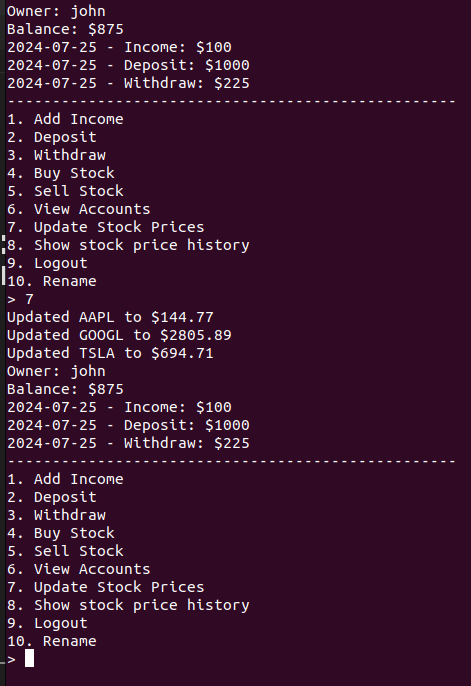 Owner: john
Balance: $875
2024-07-25 - Income: $100
2024-07-25 - Deposit: $1000
2024-07-25 - Withdraw: $225
--------------------------------------------------
1. Add Income
2. Deposit
3. Withdraw
4. Buy Stock
5. Sell Stock
6. View Accounts
7. Update Stock Prices
8. Show stock price history
9. Logout
10. Rename
> 7
Updated AAPL to $144.77
Updated GOOGL to $2805.89
Updated TSLA to $694.71
Owner: john
Balance: $875
2024-07-25 - Income: $100
2024-07-25 - Deposit: $1000
2024-07-25 - Withdraw: $225
--------------------------------------------------
1. Add Income
2. Deposit
3. Withdraw
4. Buy Stock
5. Sell Stock
6. View Accounts
7. Update Stock Prices
8. Show stock price history
9. Logout
10. Rename
>